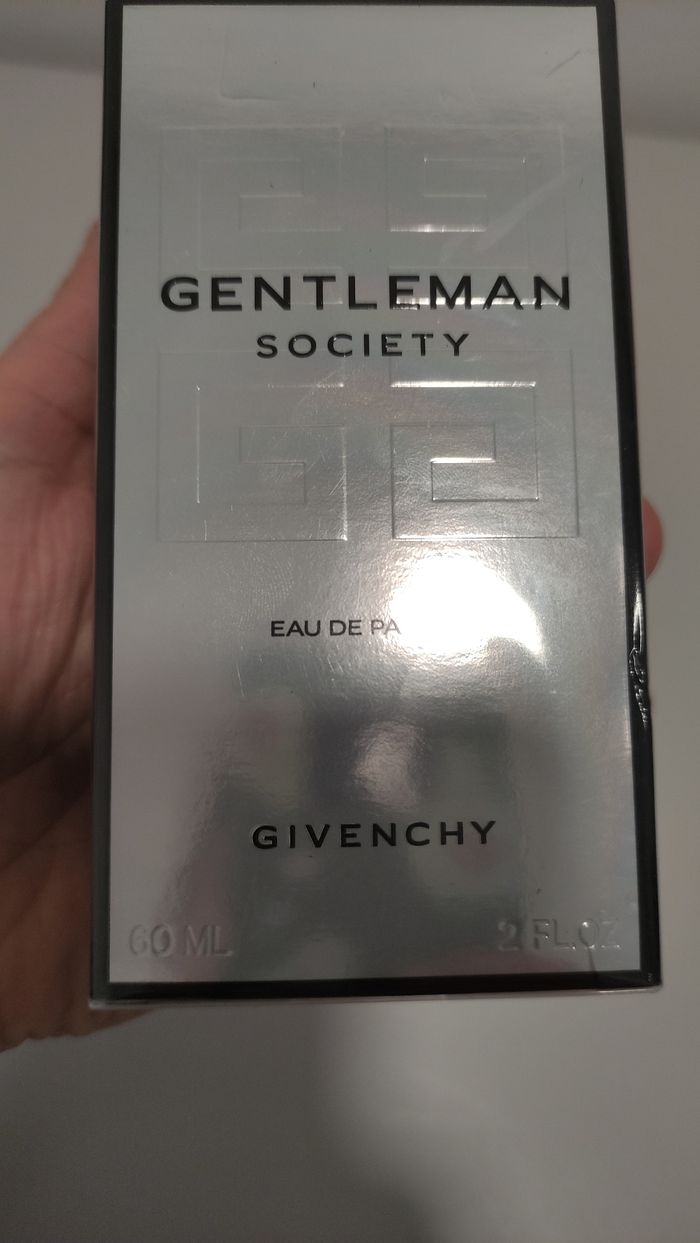 GENTLEMAN
SOCIETY
EAU DE PA
GIVENCHY
60 ML 2 FL.OZ